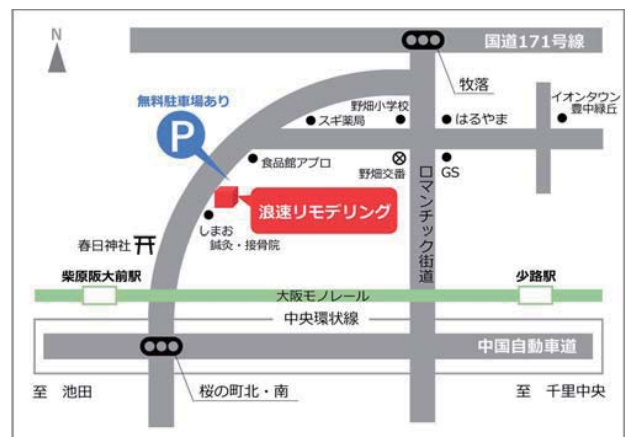 N
国道171号線
牧落
無料駐車場あり
P
野畑小学校
スギ薬局
はるやま
イオンタウン
豊中緑丘
食品館アプロ
野畑交番
GS
ロマンチック街道
浪速リモデリング
しまお
鍼灸・接骨院
春日神社
柴原阪大前駅
少路駅
大阪モノレール
中央環状線
中国自動車道
至 池田
桜の町北・南
至 千里中央